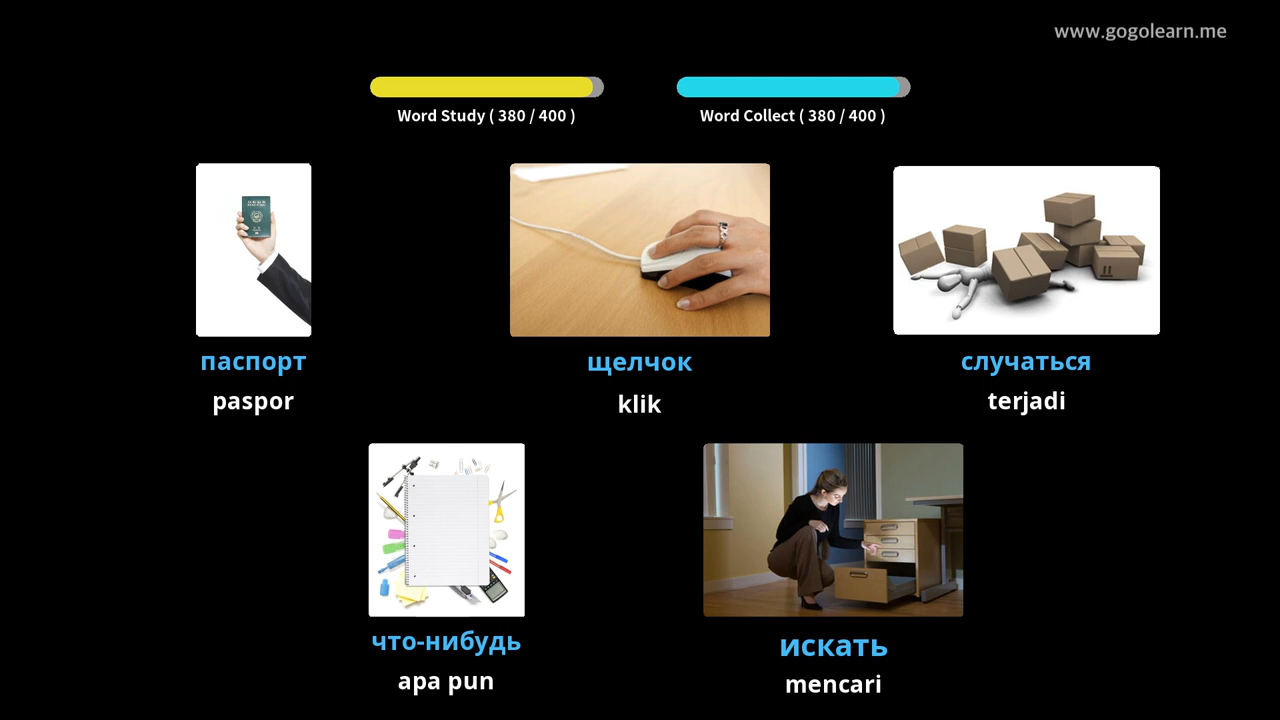 www.gogolearn.me
Word Study ( 380 / 400 )
Word Collect ( 380 / 400 )
паспорт
paspor
щелчок
klik
случаться
terjadi
что-нибудь
apa pun
искать
mencari